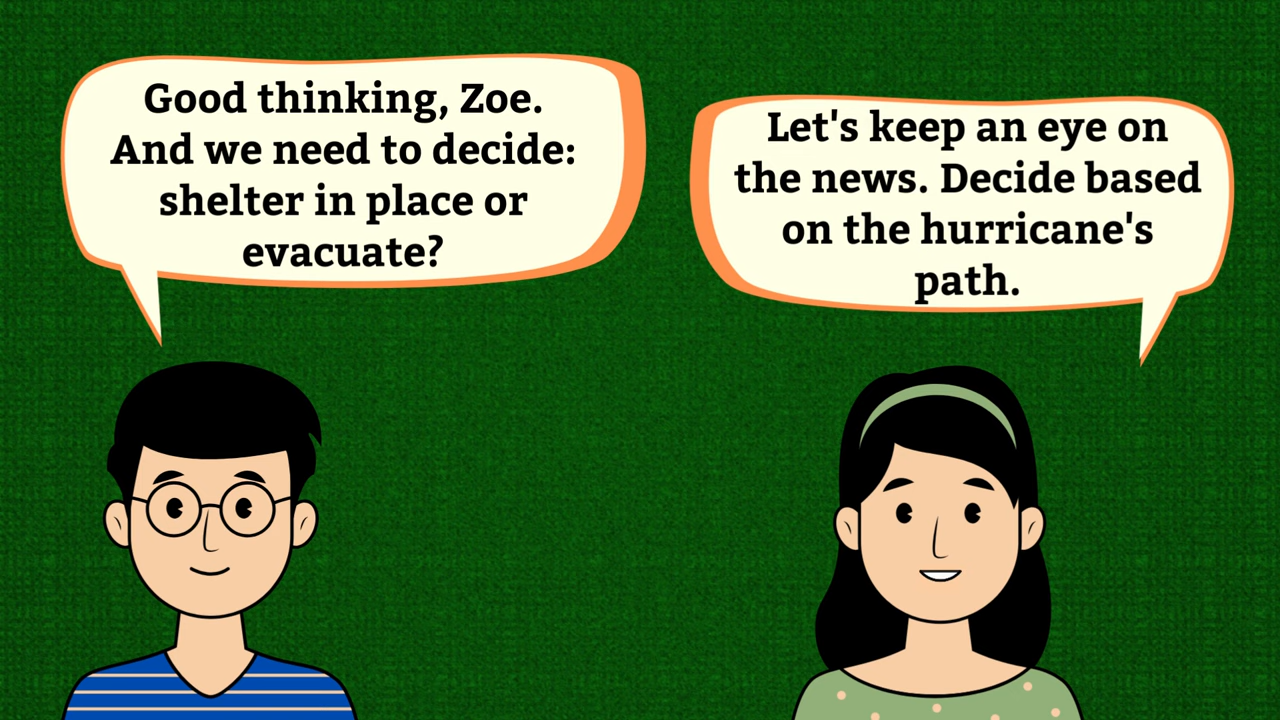 Good thinking, Zoe.
And we need to decide:
shelter in place or
evacuate?
Let's keep an eye on
the news. Decide based
on the hurricane's
path.